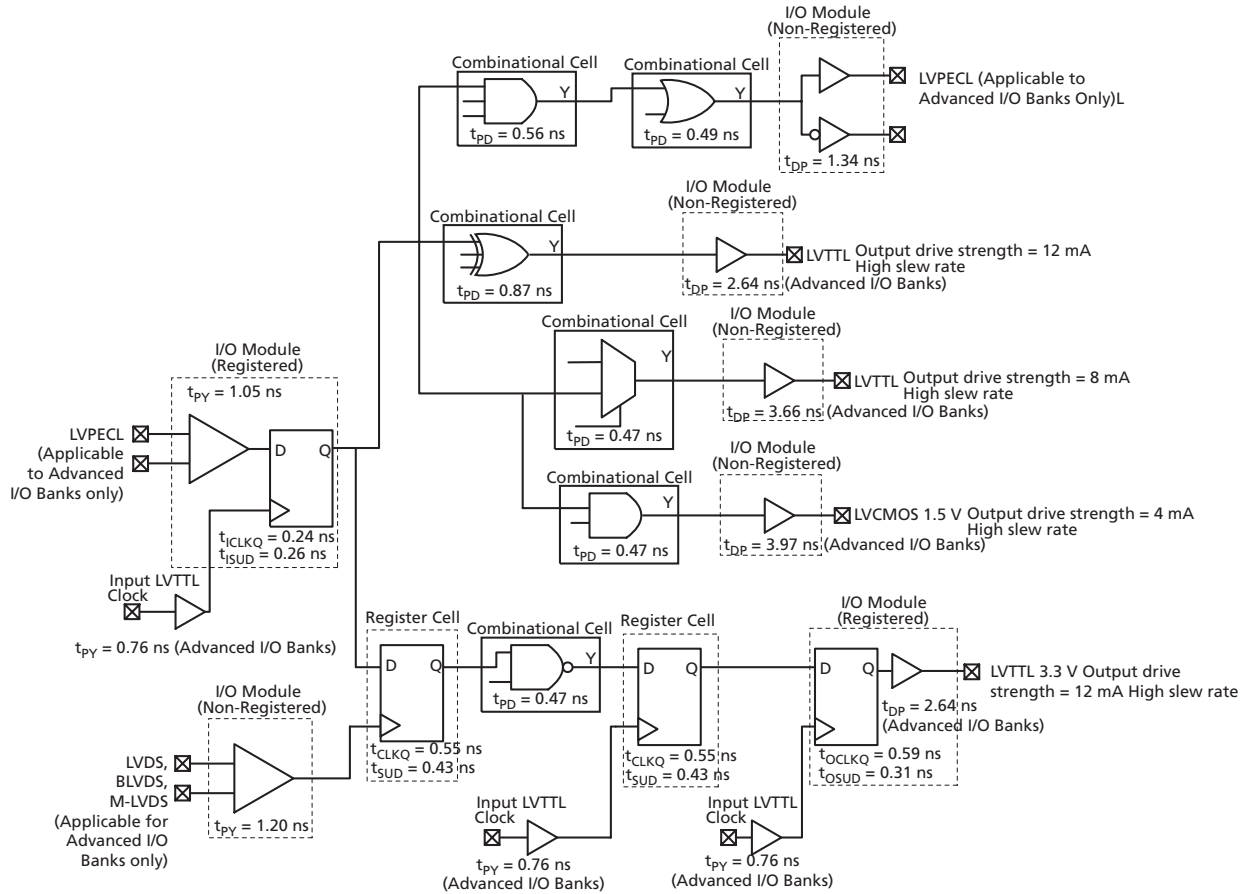 I/O Module
(Non-Registered)
Combinational Cell
Y
tPD = 0.56 ns
Combinational Cell
Y
tPD = 0.49 ns
tDP = 1.34 ns
LVPECL (Applicable to
Advanced I/O Banks Only)L
I/O Module
(Non-Registered)
Combinational Cell
Y
tPD = 0.87 ns
tDP = 2.64 ns (Advanced I/O Banks)
LVTTL Output drive strength = 12 mA
High slew rate
I/O Module
(Non-Registered)
Combinational Cell
Y
tPD = 0.47 ns
tDP = 3.66 ns (Advanced I/O Banks)
LVTTL Output drive strength = 8 mA
High slew rate
I/O Module
(Non-Registered)
Combinational Cell
Y
tPD = 0.47 ns
tDP = 3.97 ns (Advanced I/O Banks)
LVCMOS 1.5 V Output drive strength = 4 mA
High slew rate
I/O Module
(Registered)
tPY = 1.05 ns
LVPECL
(Applicable
to Advanced
I/O Banks only)
D Q
tICLKQ = 0.24 ns
tISUD = 0.26 ns
Input LVTTL
Clock
tPY = 0.76 ns (Advanced I/O Banks)
Register Cell
D Q
tCLKQ = 0.55 ns
tSUD = 0.43 ns
Combinational Cell
Y
tPD = 0.47 ns
Register Cell
D Q
tCLKQ = 0.55 ns
tSUD = 0.43 ns
I/O Module
(Registered)
D Q
tDP = 2.64 ns
(Advanced I/O Banks)
tOCLKQ = 0.59 ns
tOSUD = 0.31 ns
LVTTL 3.3 V Output drive
strength = 12 mA High slew rate
I/O Module
(Non-Registered)
LVDS,
BLVDS,
M-LVDS
(Applicable for
Advanced I/O
Banks only)
tPY = 1.20 ns
Input LVTTL
Clock
tPY = 0.76 ns
(Advanced I/O Banks)
Input LVTTL
Clock
tPY = 0.76 ns
(Advanced I/O Banks)